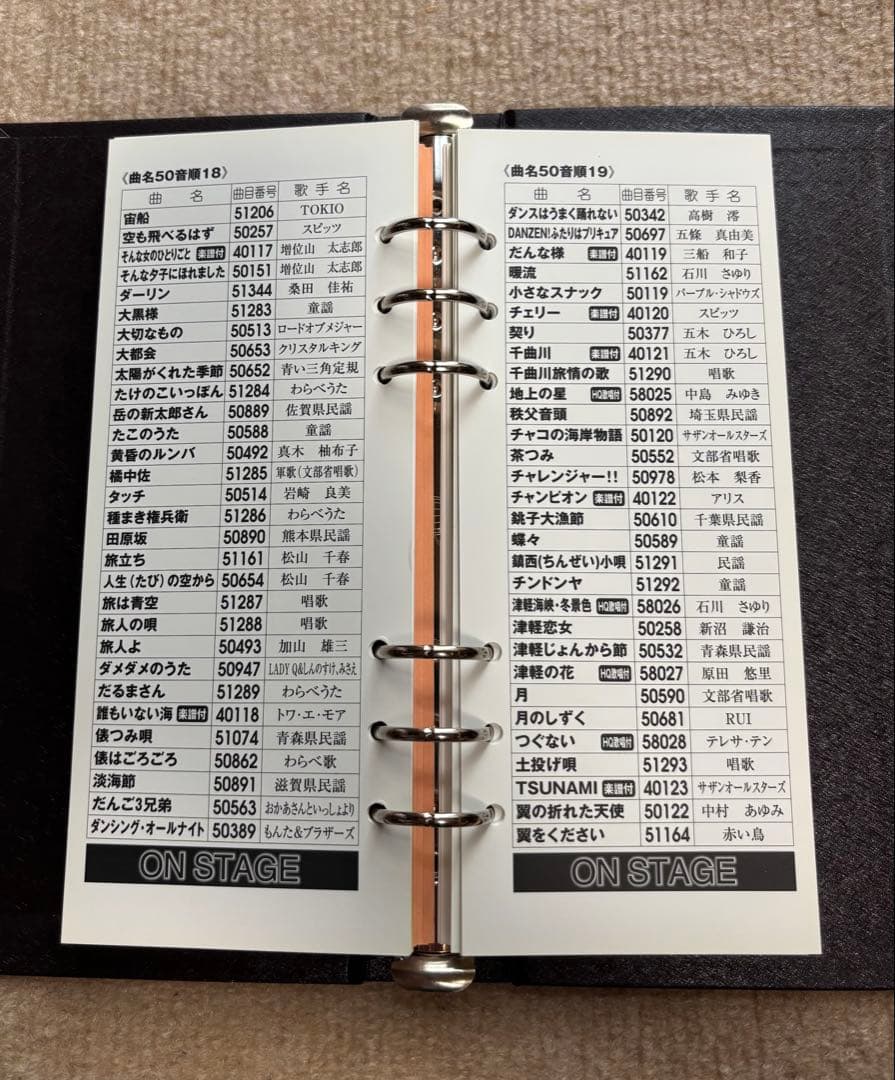 《曲名50音順18》
曲 名 曲目番号 歌手名
宙船 51206 TOKIO
空も飛べるはず 50257 スピッツ
そんな女のひとりごと 楽譜付 40117 増位山 太志郎
そんな夕子にほれました 50151 増位山 太志郎
ダーリン 51344 桑田 佳祐
大黒様 51283 童謡
大切なもの 50513 ロードオブメジャー
大都会 50653 クリスタルキング
太陽がくれた季節 50652 青い三角定規
たけのこいっぽん 51284 わらべうた
岳の新太郎さん 50889 佐賀県民謡
たこのうた 50588 童謡
黄昏のルンバ 50492 真木 柚布子
橘中佐 51285 軍歌(文部省唱歌)
タッチ 50514 岩崎 良美
種まき権兵衛 51286 わらべうた
田原坂 50890 熊本県民謡
旅立ち 51161 松山 千春
人生(たび)の空から 50654 松山 千春
旅は青空 51287 唱歌
旅人の唄 51288 唱歌
旅人よ 50493 加山 雄三
ダメダメのうた 50947 LADY Q&しんのすけ,みさえ
だるまさん 51289 わらべうた
誰もいない海 楽譜付 40118 トワ・エ・モア
俵つみ唄 51074 青森県民謡
俵はごろごろ 50862 わらべ歌
淡海節 50891 滋賀県民謡
だんご3兄弟 50563 おかあさんといっしょより
ダンシング・オールナイト 50389 もんた&ブラザーズ
ON STAGE
《曲名50音順19》
曲 名 曲目番号 歌手名
ダンスはうまく踊れない 50342 高樹 澪
DANZEN!ふたりはプリキュア 50697 五條 真由美
だんな様 楽譜付 40119 三船 和子
暖流 51162 石川 さゆり
小さなスナック 50119 パープル・シャドウズ
チェリー 楽譜付 40120 スピッツ
契り 50377 五木 ひろし
千曲川 楽譜付 40121 五木 ひろし
千曲川旅情の歌 51290 唱歌
地上の星 HQ歌唱付 58025 中島 みゆき
秩父音頭 50892 埼玉県民謡
チャコの海岸物語 50120 サザンオールスターズ
茶つみ 50552 文部省唱歌
チャレンジャー!! 50978 松本 梨香
チャンピオン 楽譜付 40122 アリス
銚子大漁節 50610 千葉県民謡
蝶々 50589 童謡
鎮西(ちんぜい)小唄 51291 民謡
チンドンヤ 51292 童謡
津軽海峡・冬景色 HQ歌唱付 58026 石川 さゆり
津軽恋女 50258 新沼 謙治
津軽じょんから節 50532 青森県民謡
津軽の花 HQ歌唱付 58027 原田 悠里
月 50590 文部省唱歌
月のしずく 50681 RUI
つぐない HQ歌唱付 58028 テレサ・テン
土投げ唄 51293 唱歌
TSUNAMI 楽譜付 40123 サザンオールスターズ
翼の折れた天使 50122 中村 あゆみ
翼をください 51164 赤い鳥
ON STAGE